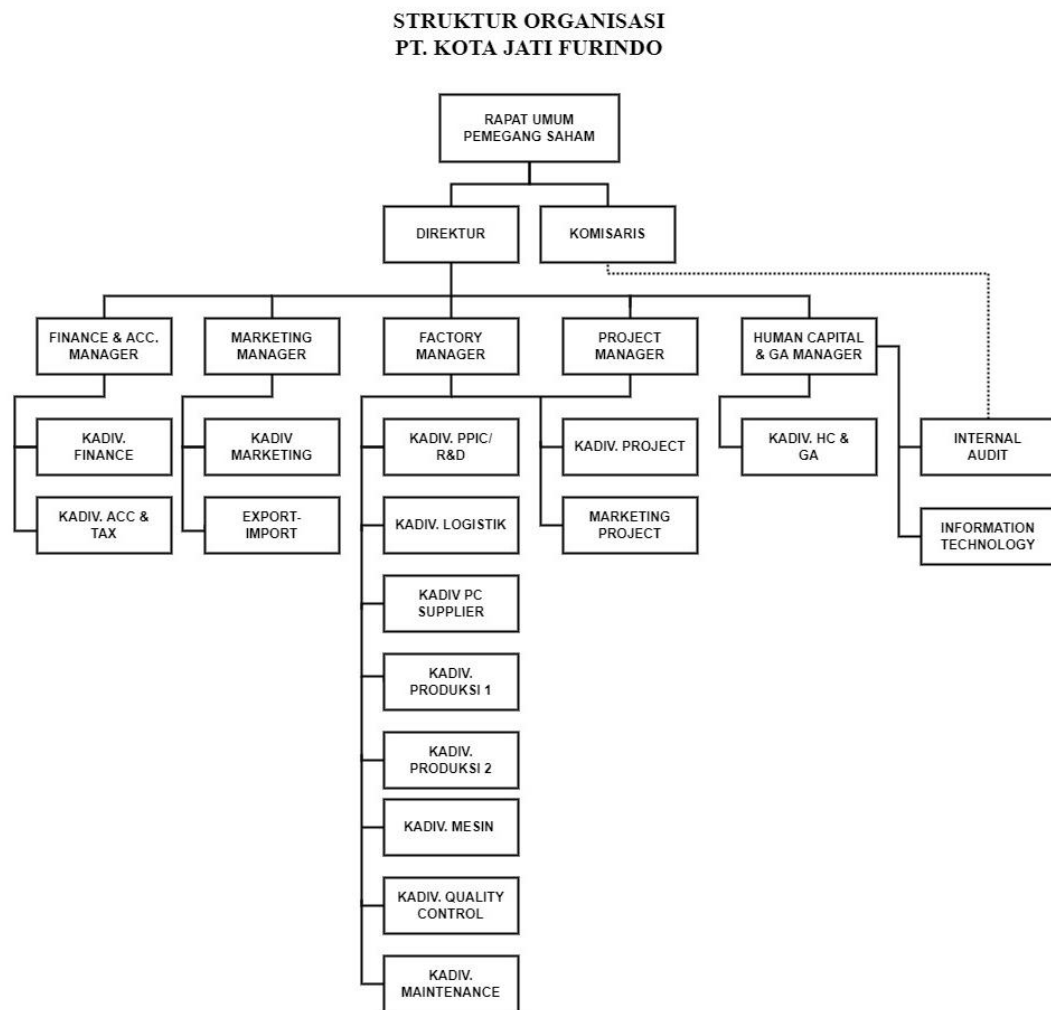 STRUKTUR ORGANISASI
PT. KOTA JATI FURINDO
RAPAT UMUM
PEMEGANG SAHAM
DIREKTUR
KOMISARIS
FINANCE & ACC.
MANAGER
MARKETING
MANAGER
FACTORY
MANAGER
PROJECT
MANAGER
HUMAN CAPITAL
& GA MANAGER
KADIV.
FINANCE
KADIV
MARKETING
KADIV. PPIC/
R&D
KADIV. PROJECT
KADIV. HC &
GA
INTERNAL
AUDIT
KADIV. ACC &
TAX
EXPORT-
IMPORT
KADIV. LOGISTIK
MARKETING
PROJECT
INFORMATION
TECHNOLOGY
KADIV PC
SUPPLIER
KADIV.
PRODUKSI 1
KADIV.
PRODUKSI 2
KADIV. MESIN
KADIV. QUALITY
CONTROL
KADIV.
MAINTENANCE